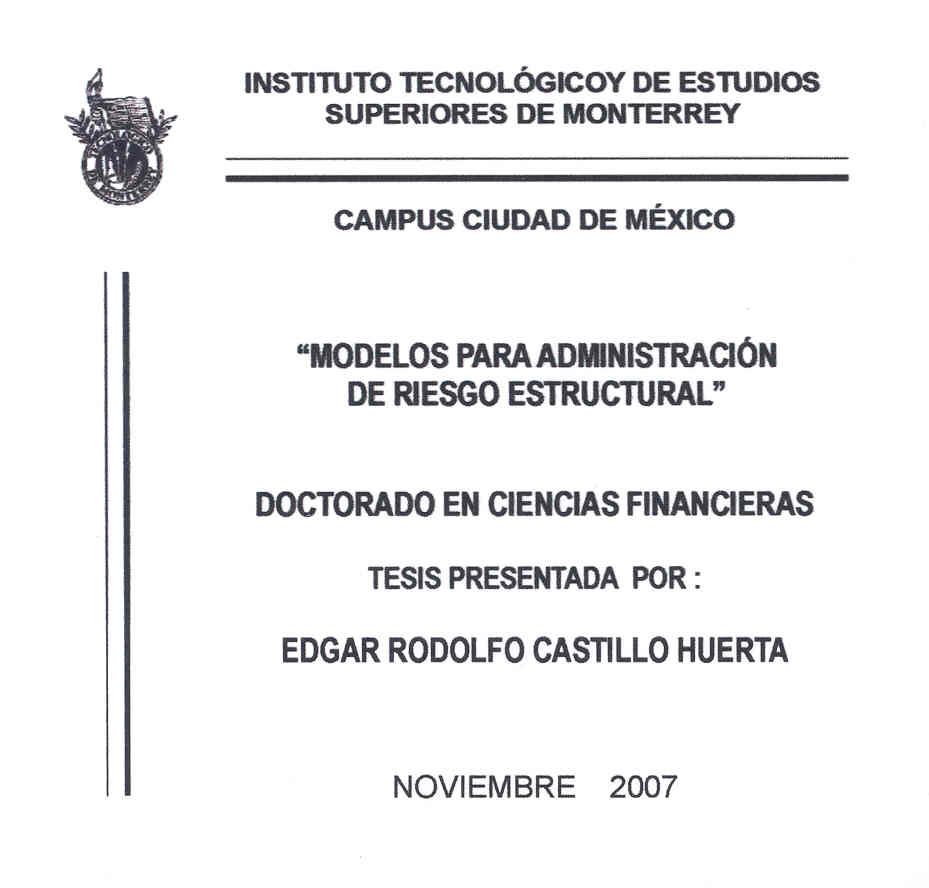 INSTITUTO TECNOLÓGICOY DE ESTUDIOS
SUPERIORES DE MONTERREY
CAMPUS CIUDAD DE MÉXICO
“MODELOS PARA ADMINISTRACIÓN
DE RIESGO ESTRUCTURAL”
DOCTORADO EN CIENCIAS FINANCIERAS
TESIS PRESENTADA POR :
EDGAR RODOLFO CASTILLO HUERTA
NOVIEMBRE 2007